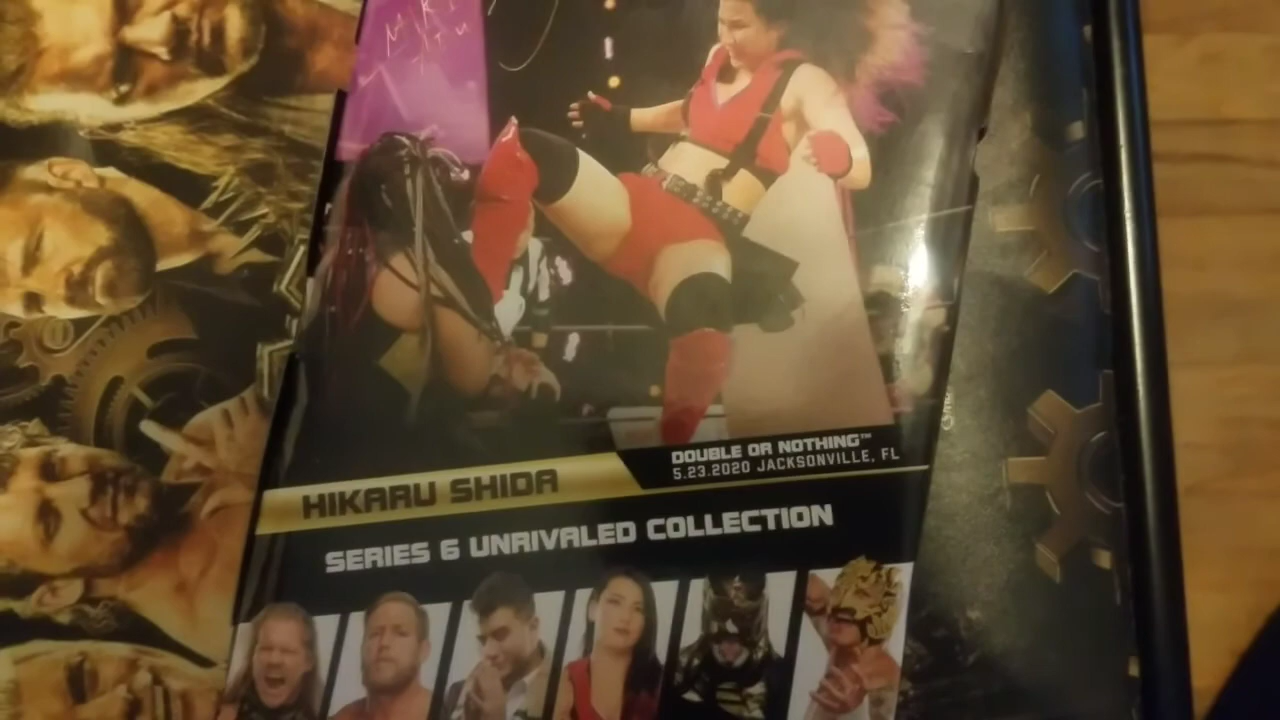 DOUBLE OR NOTHING™
5.23.2020 JACKSONVILLE, FL
HIKARU SHIDA
SERIES 6 UNRIVALED COLLECTION